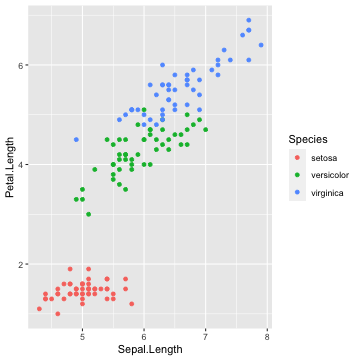 6
4
2
Petal.Length
5
6
7
8
Sepal.Length
Species
setosa
versicolor
virginica